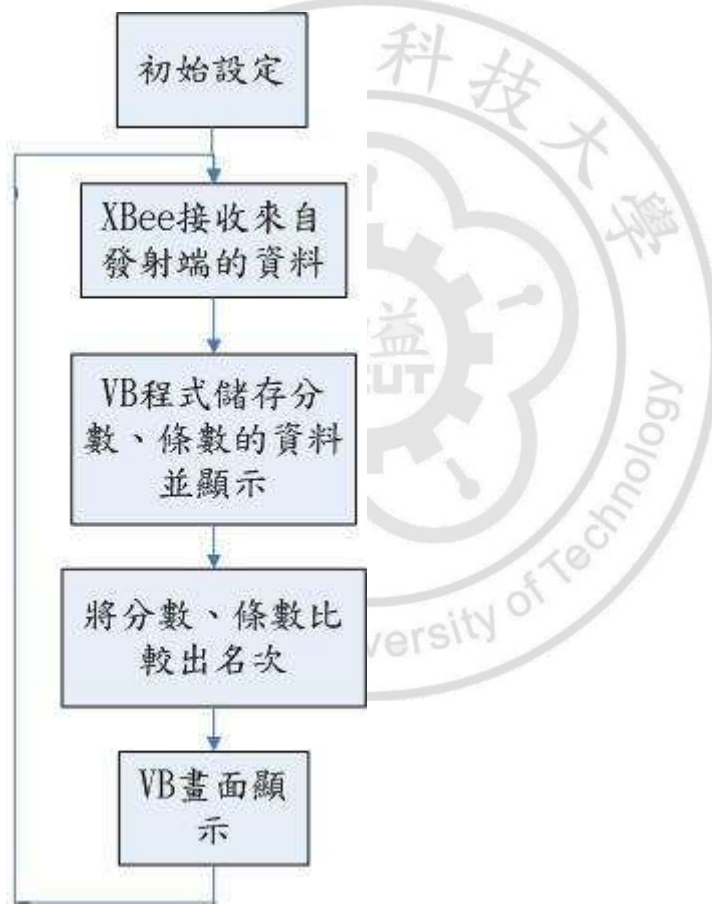 初始設定
XBee接收來自
發射端的資料
VB程式儲存分
數、條數的資料
並顯示
將分數、條數比
較出名次
VB畫面顯
示
科技大學
益
UT
versity of Technology